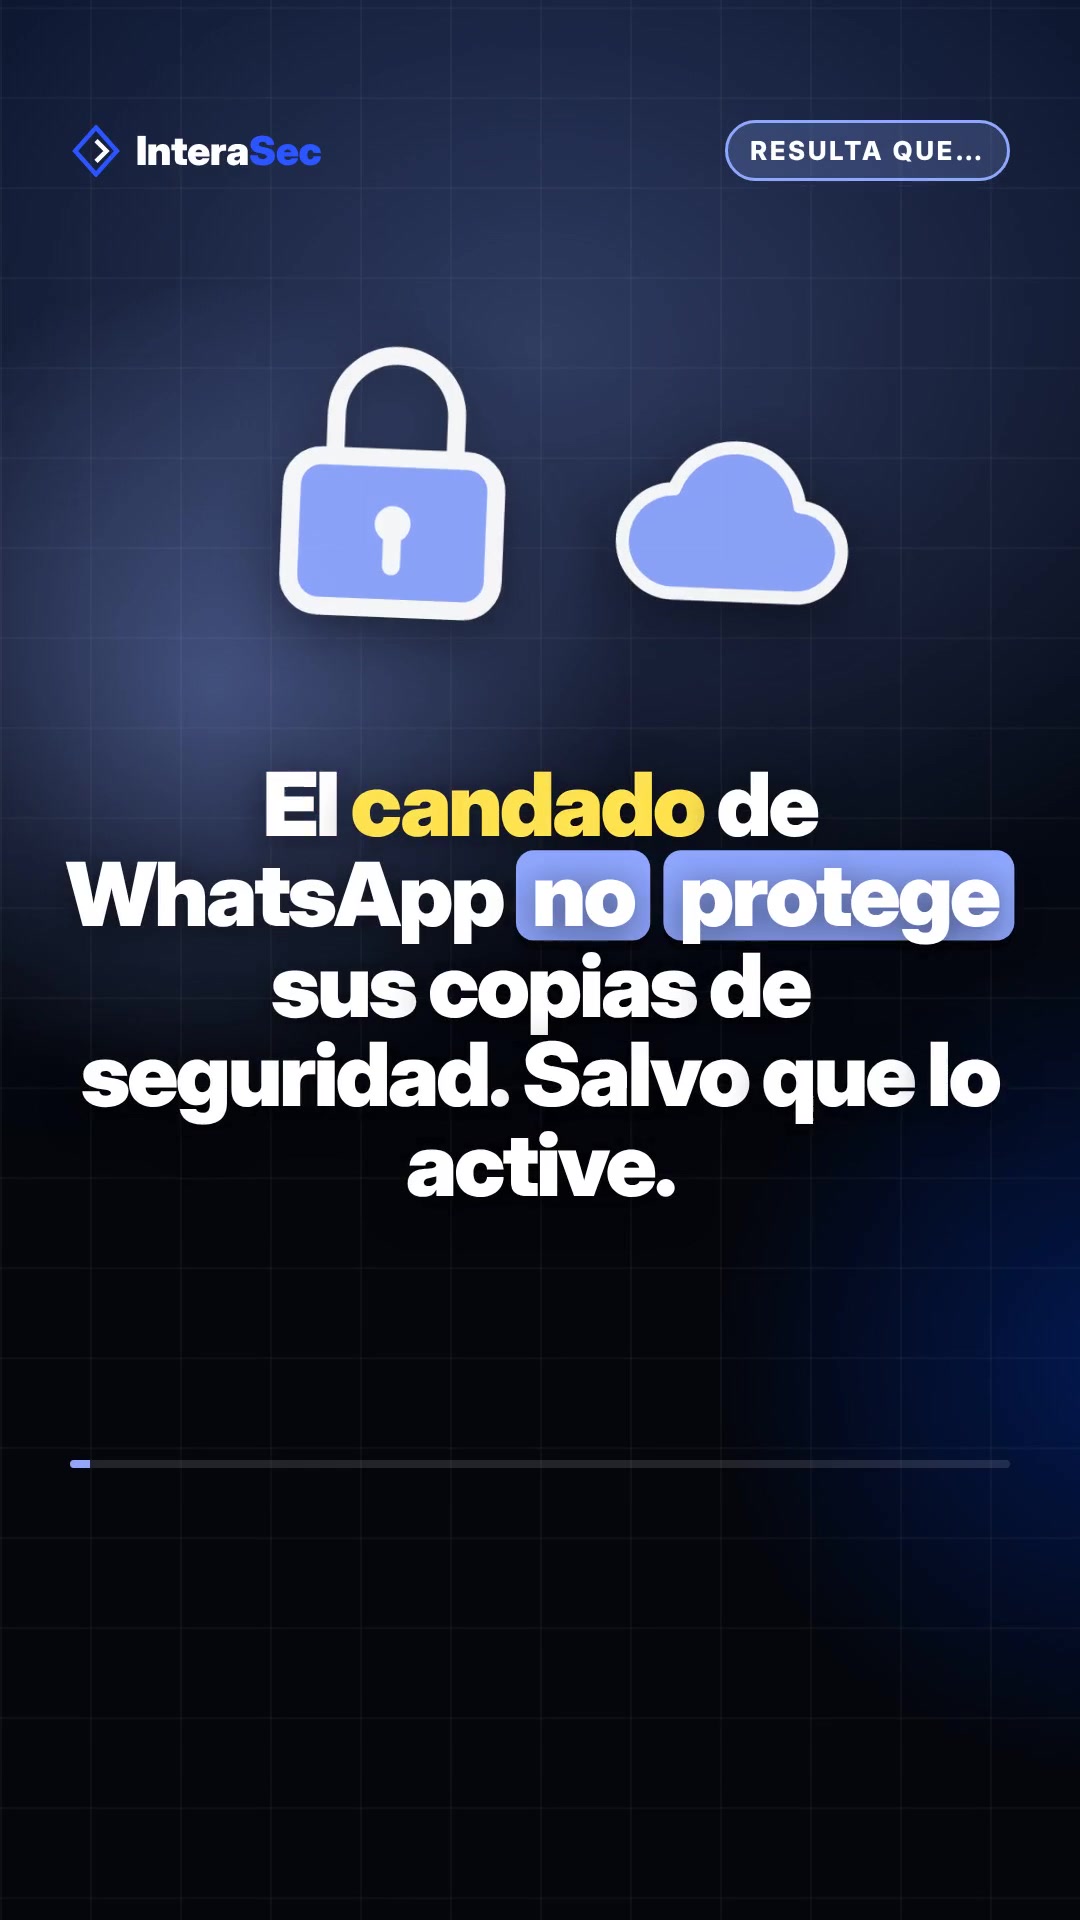 InteraSec
RESULTA QUE...
El candado de
WhatsApp no protege
sus copias de
seguridad. Salvo que lo
active.